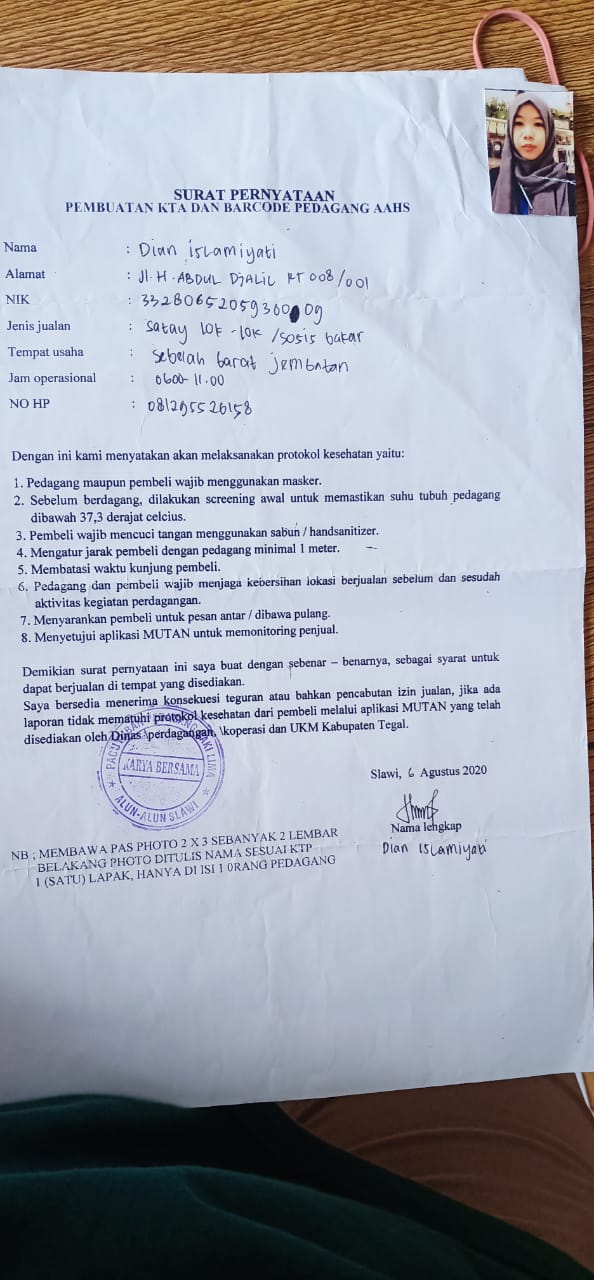 SURAT PERNYATAAN
PEMBUATAN KTA DAN BARCODE PEDAGANG AAHS
Nama : Dian islamiyati
Alamat : Jl. H. ABDUL DJALIL RT 008/001
NIK :
Jenis jualan : Satay lok-lok /sosis bakar
Tempat usaha : sebelah barat jembatan
Jam operasional : 0600-11.00
NO HP : 081295526158
Dengan ini kami menyatakan akan melaksanakan protokol kesehatan yaitu:
1. Pedagang maupun pembeli wajib menggunakan masker.
2. Sebelum berdagang, dilakukan screening awal untuk memastikan suhu tubuh pedagang
dibawah 37,3 derajat celcius.
3. Pembeli wajib mencuci tangan menggunakan sabun / handsanitizer.
4. Mengatur jarak pembeli dengan pedagang minimal 1 meter.
5. Membatasi waktu kunjung pembeli.
6. Pedagang dan pembeli wajib menjaga kebersihan lokasi berjualan sebelum dan sesudah
aktivitas kegiatan perdagangan.
7. Menyarankan pembeli untuk pesan antar / dibawa pulang.
8. Menyetujui aplikasi MUTAN untuk memonitoring penjual.
Demikian surat pernyataan ini saya buat dengan sebenar – benarnya, sebagai syarat untuk
dapat berjualan di tempat yang disediakan.
Saya bersedia menerima konsekuesi teguran atau bahkan pencabutan izin jualan, jika ada
laporan tidak mematuhi protokol kesehatan dari pembeli melalui aplikasi MUTAN yang telah
disediakan oleh Dinas \perdagangan, \koperasi dan UKM Kabupaten Tegal.
KARYA BERSAMA
ALUN-ALUN SLAWI
Slawi, 6 Agustus 2020
Nama lengkap
Dian Islamiyati
NB ; MEMBAWA PAS PHOTO 2 X 3 SEBANYAK 2 LEMBAR
BELAKANG PHOTO DITULIS NAMA SESUAI KTP
1 (SATU) LAPAK, HANYA DI ISI 1 0RANG PEDAGANG